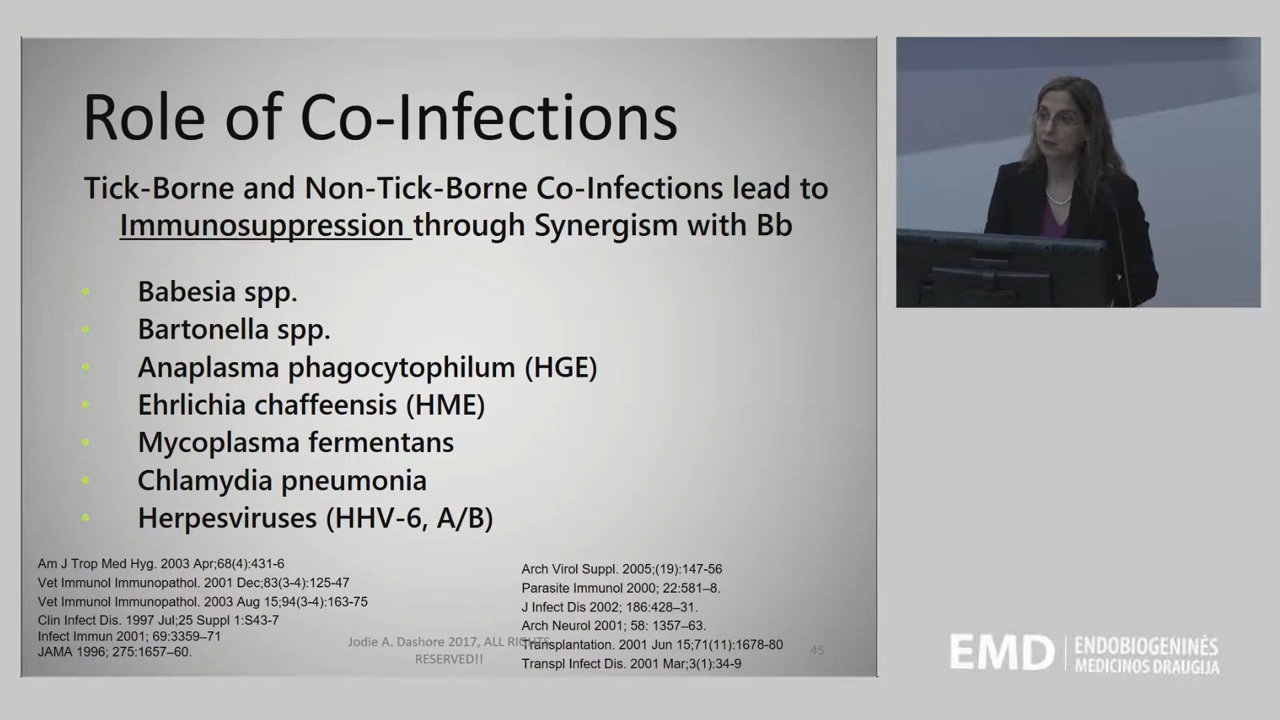 Role of Co-Infections
Tick-Borne and Non-Tick-Borne Co-Infections lead to
Immunosuppression through Synergism with Bb
• Babesia spp.
• Bartonella spp.
• Anaplasma phagocytophilum (HGE)
• Ehrlichia chaffeensis (HME)
• Mycoplasma fermentans
• Chlamydia pneumonia
• Herpesviruses (HHV-6, A/B)
Am J Trop Med Hyg. 2003 Apr;68(4):431-6
Vet Immunol Immunopathol. 2001 Dec;83(3-4):125-47
Vet Immunol Immunopathol. 2003 Aug 15;94(3-4):163-75
Clin Infect Dis. 1997 Jul;25 Suppl 1:S43-7
Infect Immun 2001; 69:3359–71
JAMA 1996; 275:1657–60.
Arch Virol Suppl. 2005;(19):147-56
Parasite Immunol 2000; 22:581–8.
J Infect Dis 2002; 186:428–31.
Arch Neurol 2001; 58: 1357–63.
Transplantation. 2001 Jun 15;71(11):1678-80
Transpl Infect Dis. 2001 Mar;3(1):34-9
Jodie A. Dashore 2017, ALL RIGHTS
RESERVED!!
45
EMD
ENDOBIOGENINĖS
MEDICINOS DRAUGIJA